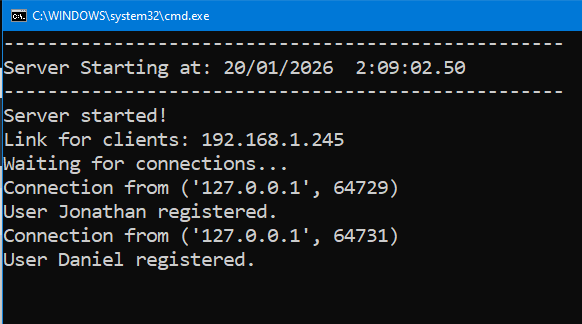 C:\WINDOWS\system32\cmd.exe
---------------------------------------------------
Server Starting at: 20/01/2026  2:09:02.50
---------------------------------------------------
Server started!
Link for clients: 192.168.1.245
Waiting for connections...
Connection from ('127.0.0.1', 64729)
User Jonathan registered.
Connection from ('127.0.0.1', 64731)
User Daniel registered.